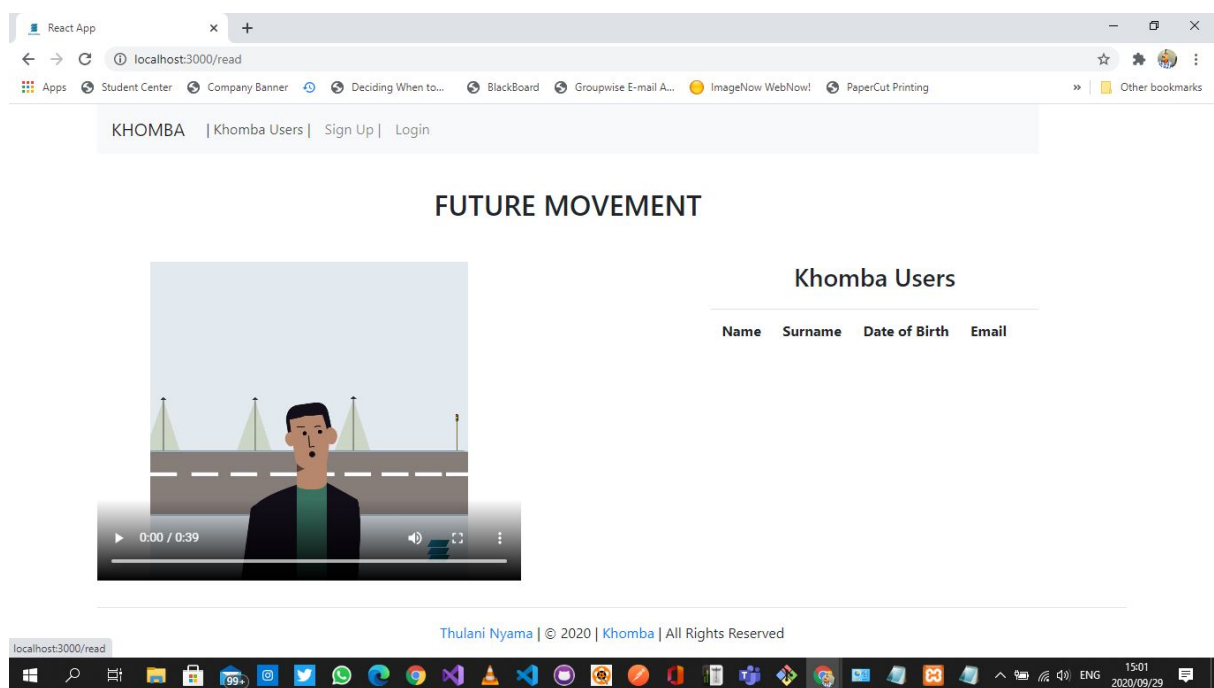 React App
localhost:3000/read
Apps Student Center Company Banner Deciding When to... BlackBoard Groupwise E-mail A... ImageNow WebNow! PaperCut Printing » Other bookmarks
KHOMBA | Khomba Users | Sign Up | Login
FUTURE MOVEMENT
Khomba Users
Name Surname Date of Birth Email
0:00 / 0:39
Thulani Nyama | © 2020 | Khomba | All Rights Reserved
localhost:3000/read
99+ ENG 15:01
2020/09/29